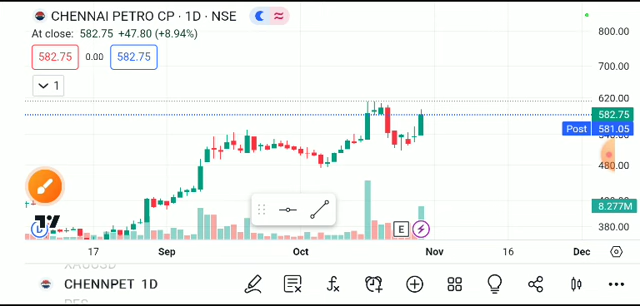 CHENNAI PETRO CP · 1D · NSE
At close: 582.75 +47.80 (+8.94%)
582.75 0.00 582.75
1
800.00
700.00
620.00
582.75
Post 581.05
480.00
8.277M
380.00
E
17 Sep Oct Nov 16 Dec
CHENNPET 1D